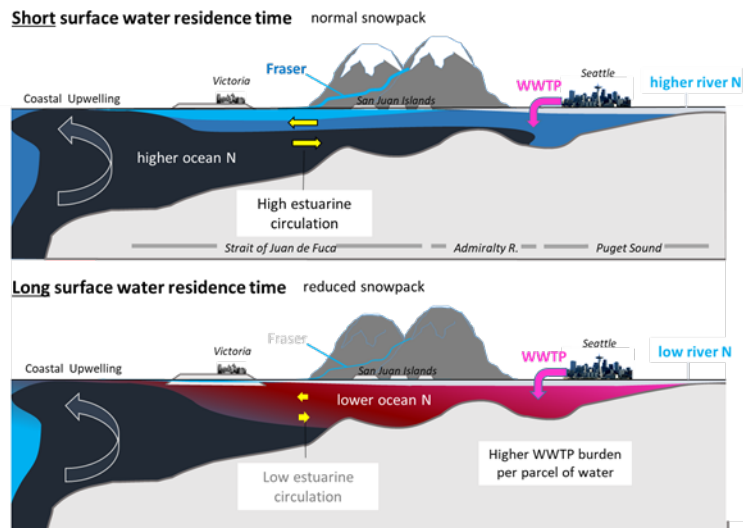 Short surface water residence time normal snowpack
Fraser
Victoria
Seattle
WWTP
higher river N
Coastal Upwelling
San Juan Islands
higher ocean N
High estuarine
circulation
Strait of Juan de Fuca
Admiralty R.
Puget Sound
Long surface water residence time reduced snowpack
Fraser
Victoria
Seattle
WWTP
low river N
Coastal Upwelling
San Juan Islands
lower ocean N
Low estuarine
circulation
Higher WWTP burden
per parcel of water